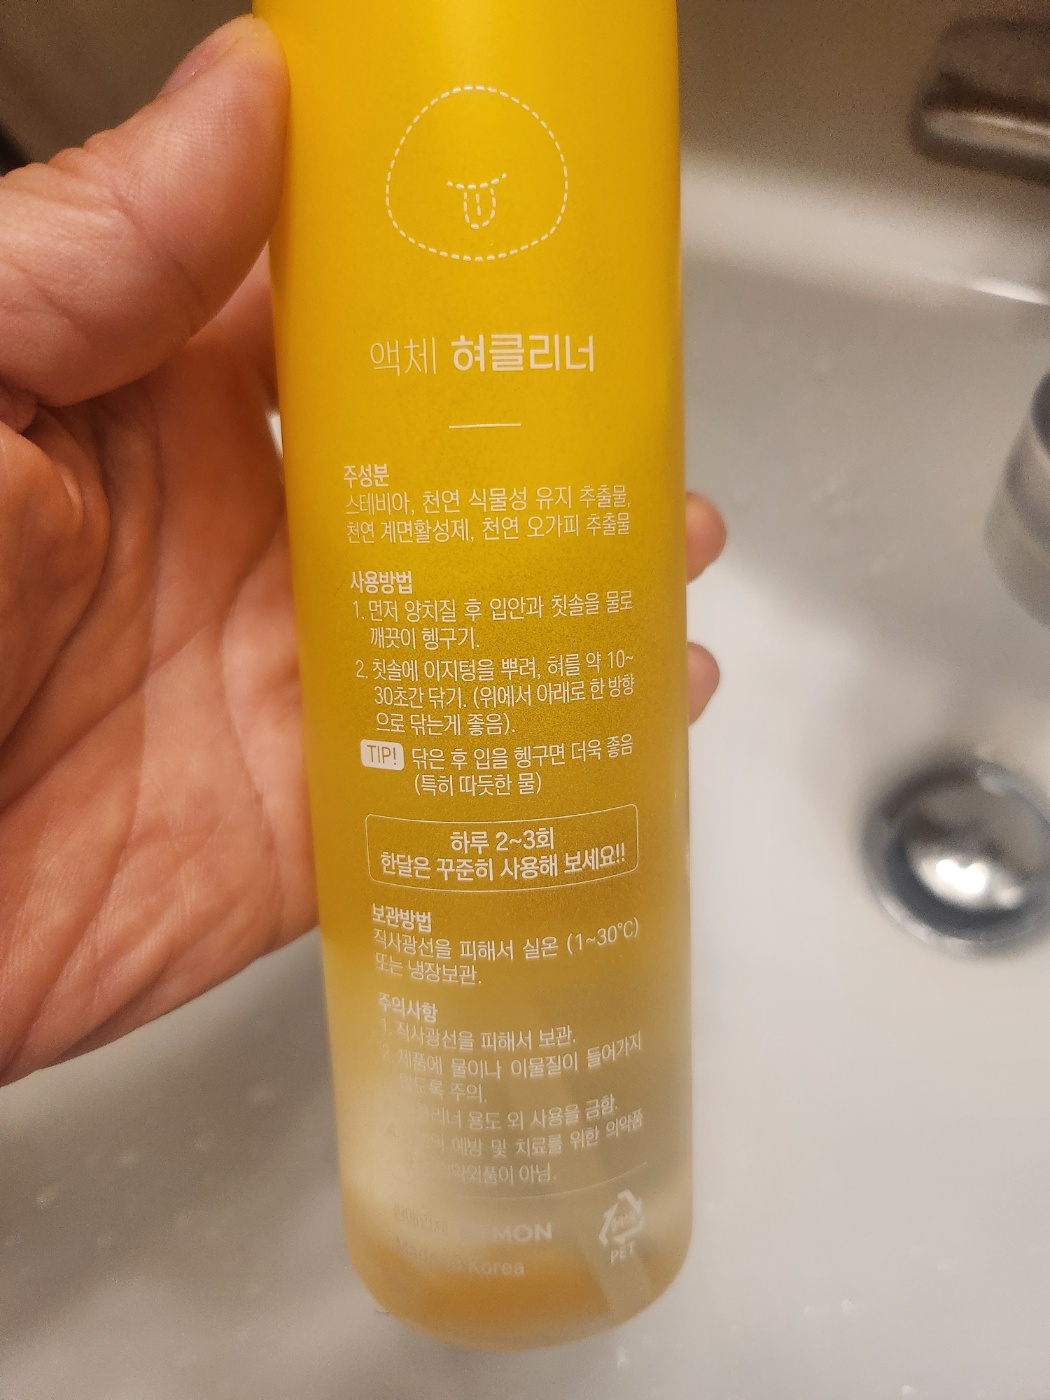 액체 혀클리너
주성분
스테비아, 천연 식물성 유지 추출물,
천연 계면활성제, 천연 오가피 추출물
사용방법
1. 먼저 양치질 후 입안과 칫솔을 물로
깨끗이 헹구기.
2. 칫솔에 이지텅을 뿌려, 혀를 약 10~
30초간 닦기. (위에서 아래로 한 방향
으로 닦는게 좋음).
TIP! 닦은 후 입을 헹구면 더욱 좋음
(특히 따듯한 물)
하루 2~3회
한달은 꾸준히 사용해 보세요!!
보관방법
직사광선을 피해서 실온 (1~30°C)
또는 냉장보관.
주의사항
1. 직사광선을 피해서 보관.
2. 제품에 물이나 이물질이 들어가지
않도록 주의.
용도 외 사용을 금함.
예방 및 치료를 위한 의약품
아님.
Made in Korea
PET